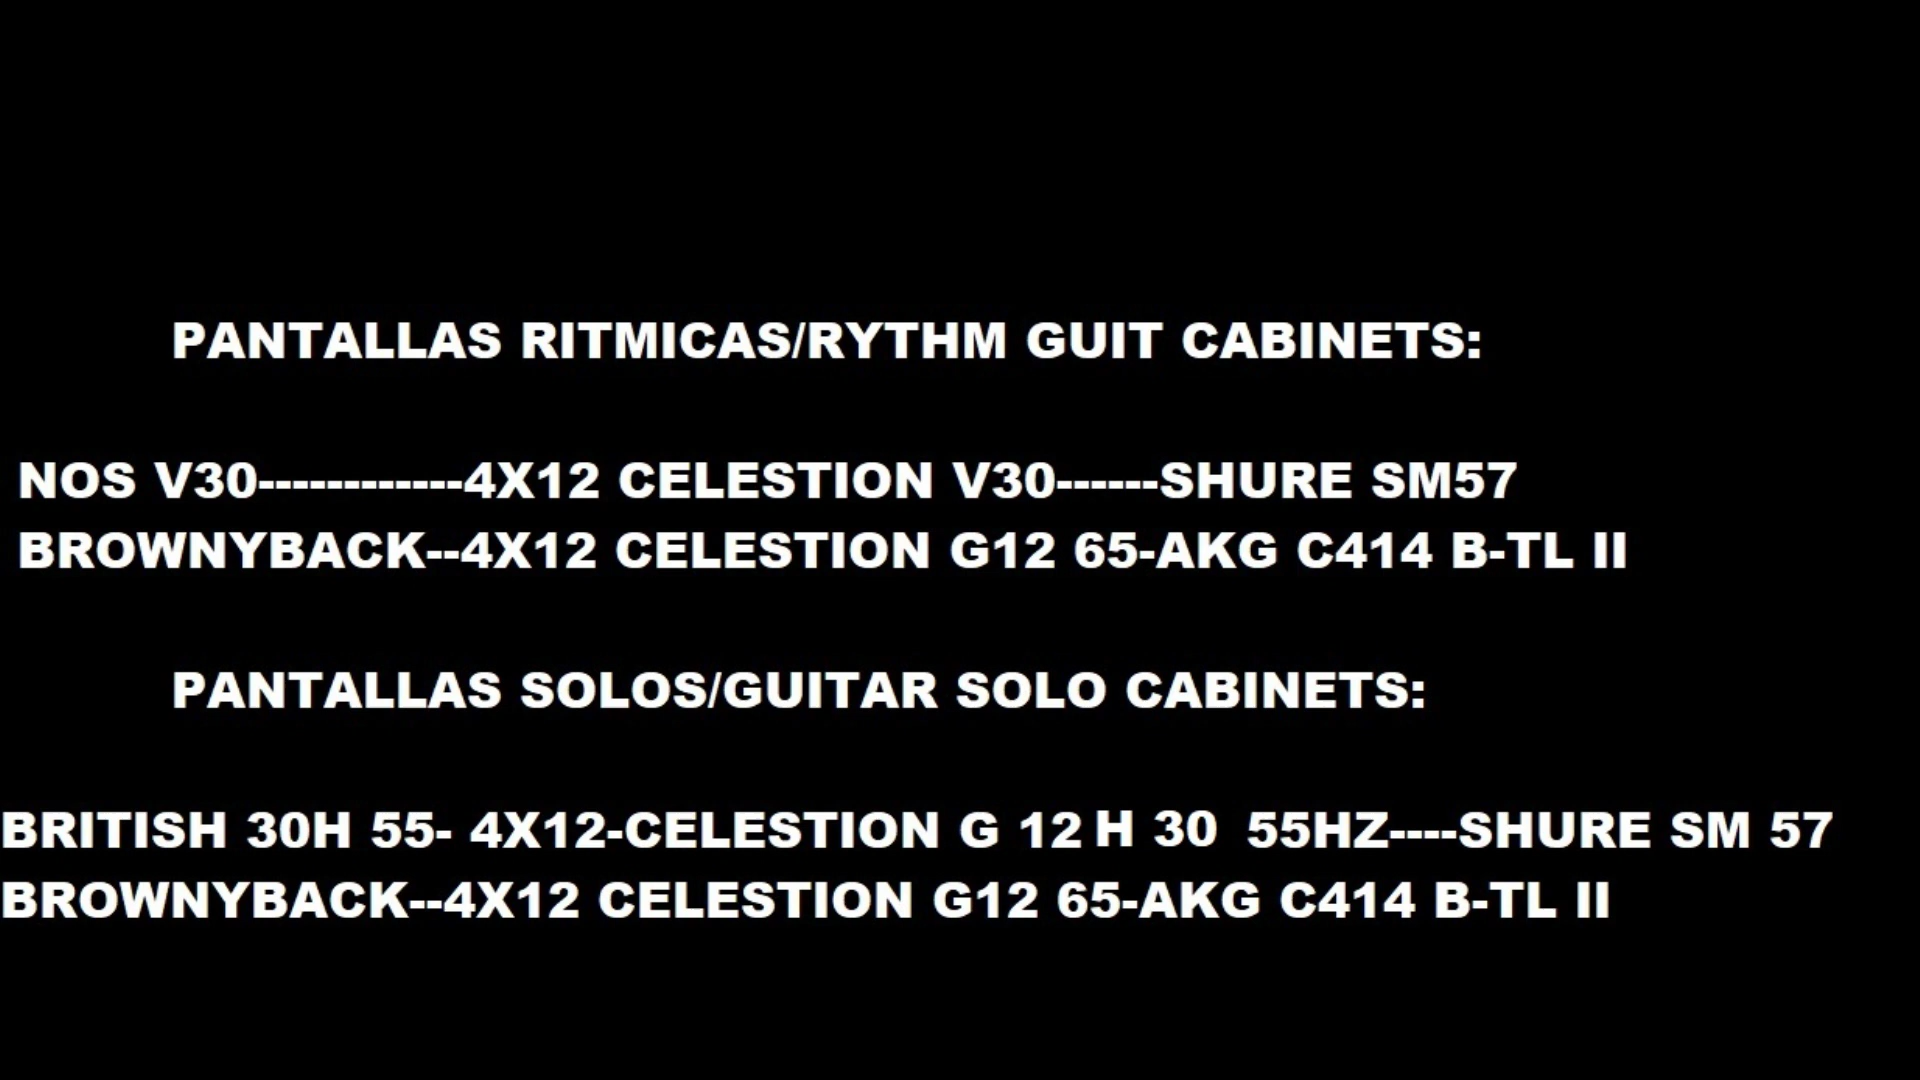 PANTALLAS RITMICAS/RYTHM GUIT CABINETS:
NOS V30------------4X12 CELESTION V30------SHURE SM57
BROWNYBACK--4X12 CELESTION G12 65-AKG C414 B-TL II
PANTALLAS SOLOS/GUITAR SOLO CABINETS:
BRITISH 30H 55- 4X12-CELESTION G 12 H 30 55HZ----SHURE SM 57
BROWNYBACK--4X12 CELESTION G12 65-AKG C414 B-TL II